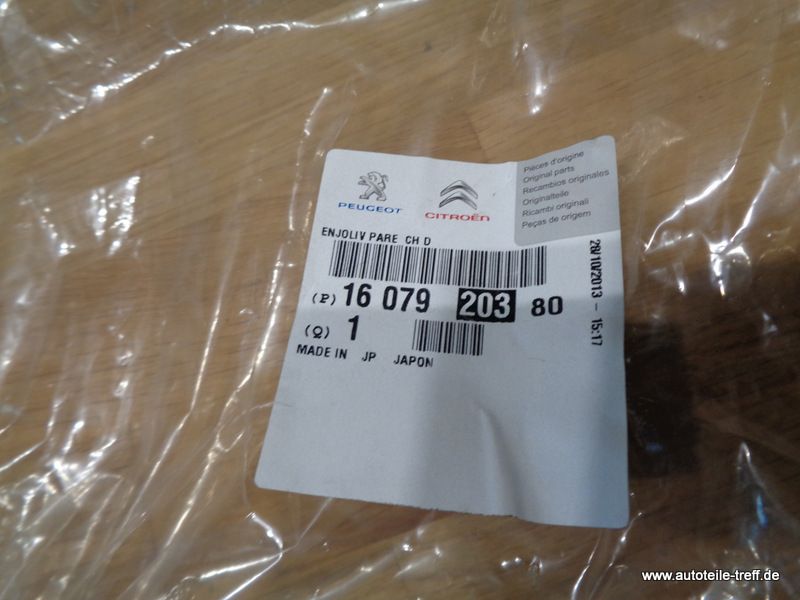 PEUGEOT
CITROËN
Pièces d'origine
Original parts
Recambios originales
Originalteile
Ricambi originali
Peças de origem
ENJOLIV PARE CH D
(P) 16 079 203 80
(Q) 1
MADE IN JP JAPON
28/10/2013 - 15:17
www.autoteile-treff.de